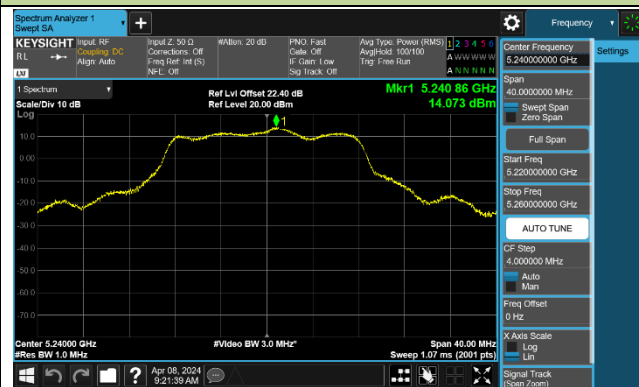 Spectrum Analyzer 1
Swept SA
Frequency
KEYSIGHT
RL
LXI
Input: RF
Coupling: DC
Align: Auto
Input Z: 50 Ω
Corrections: Off
Freq Ref: Int (S)
NFE: Off
#Atten: 20 dB
PNO: Fast
Gate: Off
IF Gain: Low
Sig Track: Off
Avg Type: Power (RMS)
Avg|Hold: 100/100
Trig: Free Run
1 2 3 4 5 6
A W W W W W
A N N N N N
1 Spectrum
Scale/Div 10 dB
Log
Ref Lvl Offset 22.40 dB
Ref Level 20.00 dBm
Mkr1 5.240 86 GHz
14.073 dBm
1
10.0
0.00
-10.0
-20.0
-30.0
-40.0
-50.0
-60.0
-70.0
Center 5.24000 GHz
#Res BW 1.0 MHz
#Video BW 3.0 MHz*
Span 40.00 MHz
Sweep 1.07 ms (2001 pts)
Apr 08, 2024
9:21:39 AM
Center Frequency
5.240000000 GHz
Settings
Span
40.0000000 MHz
Swept Span
Zero Span
Full Span
Start Freq
5.220000000 GHz
Stop Freq
5.260000000 GHz
AUTO TUNE
CF Step
4.000000 MHz
Auto
Man
Freq Offset
0 Hz
X Axis Scale
Log
Lin
Signal Track
(Span Zoom)